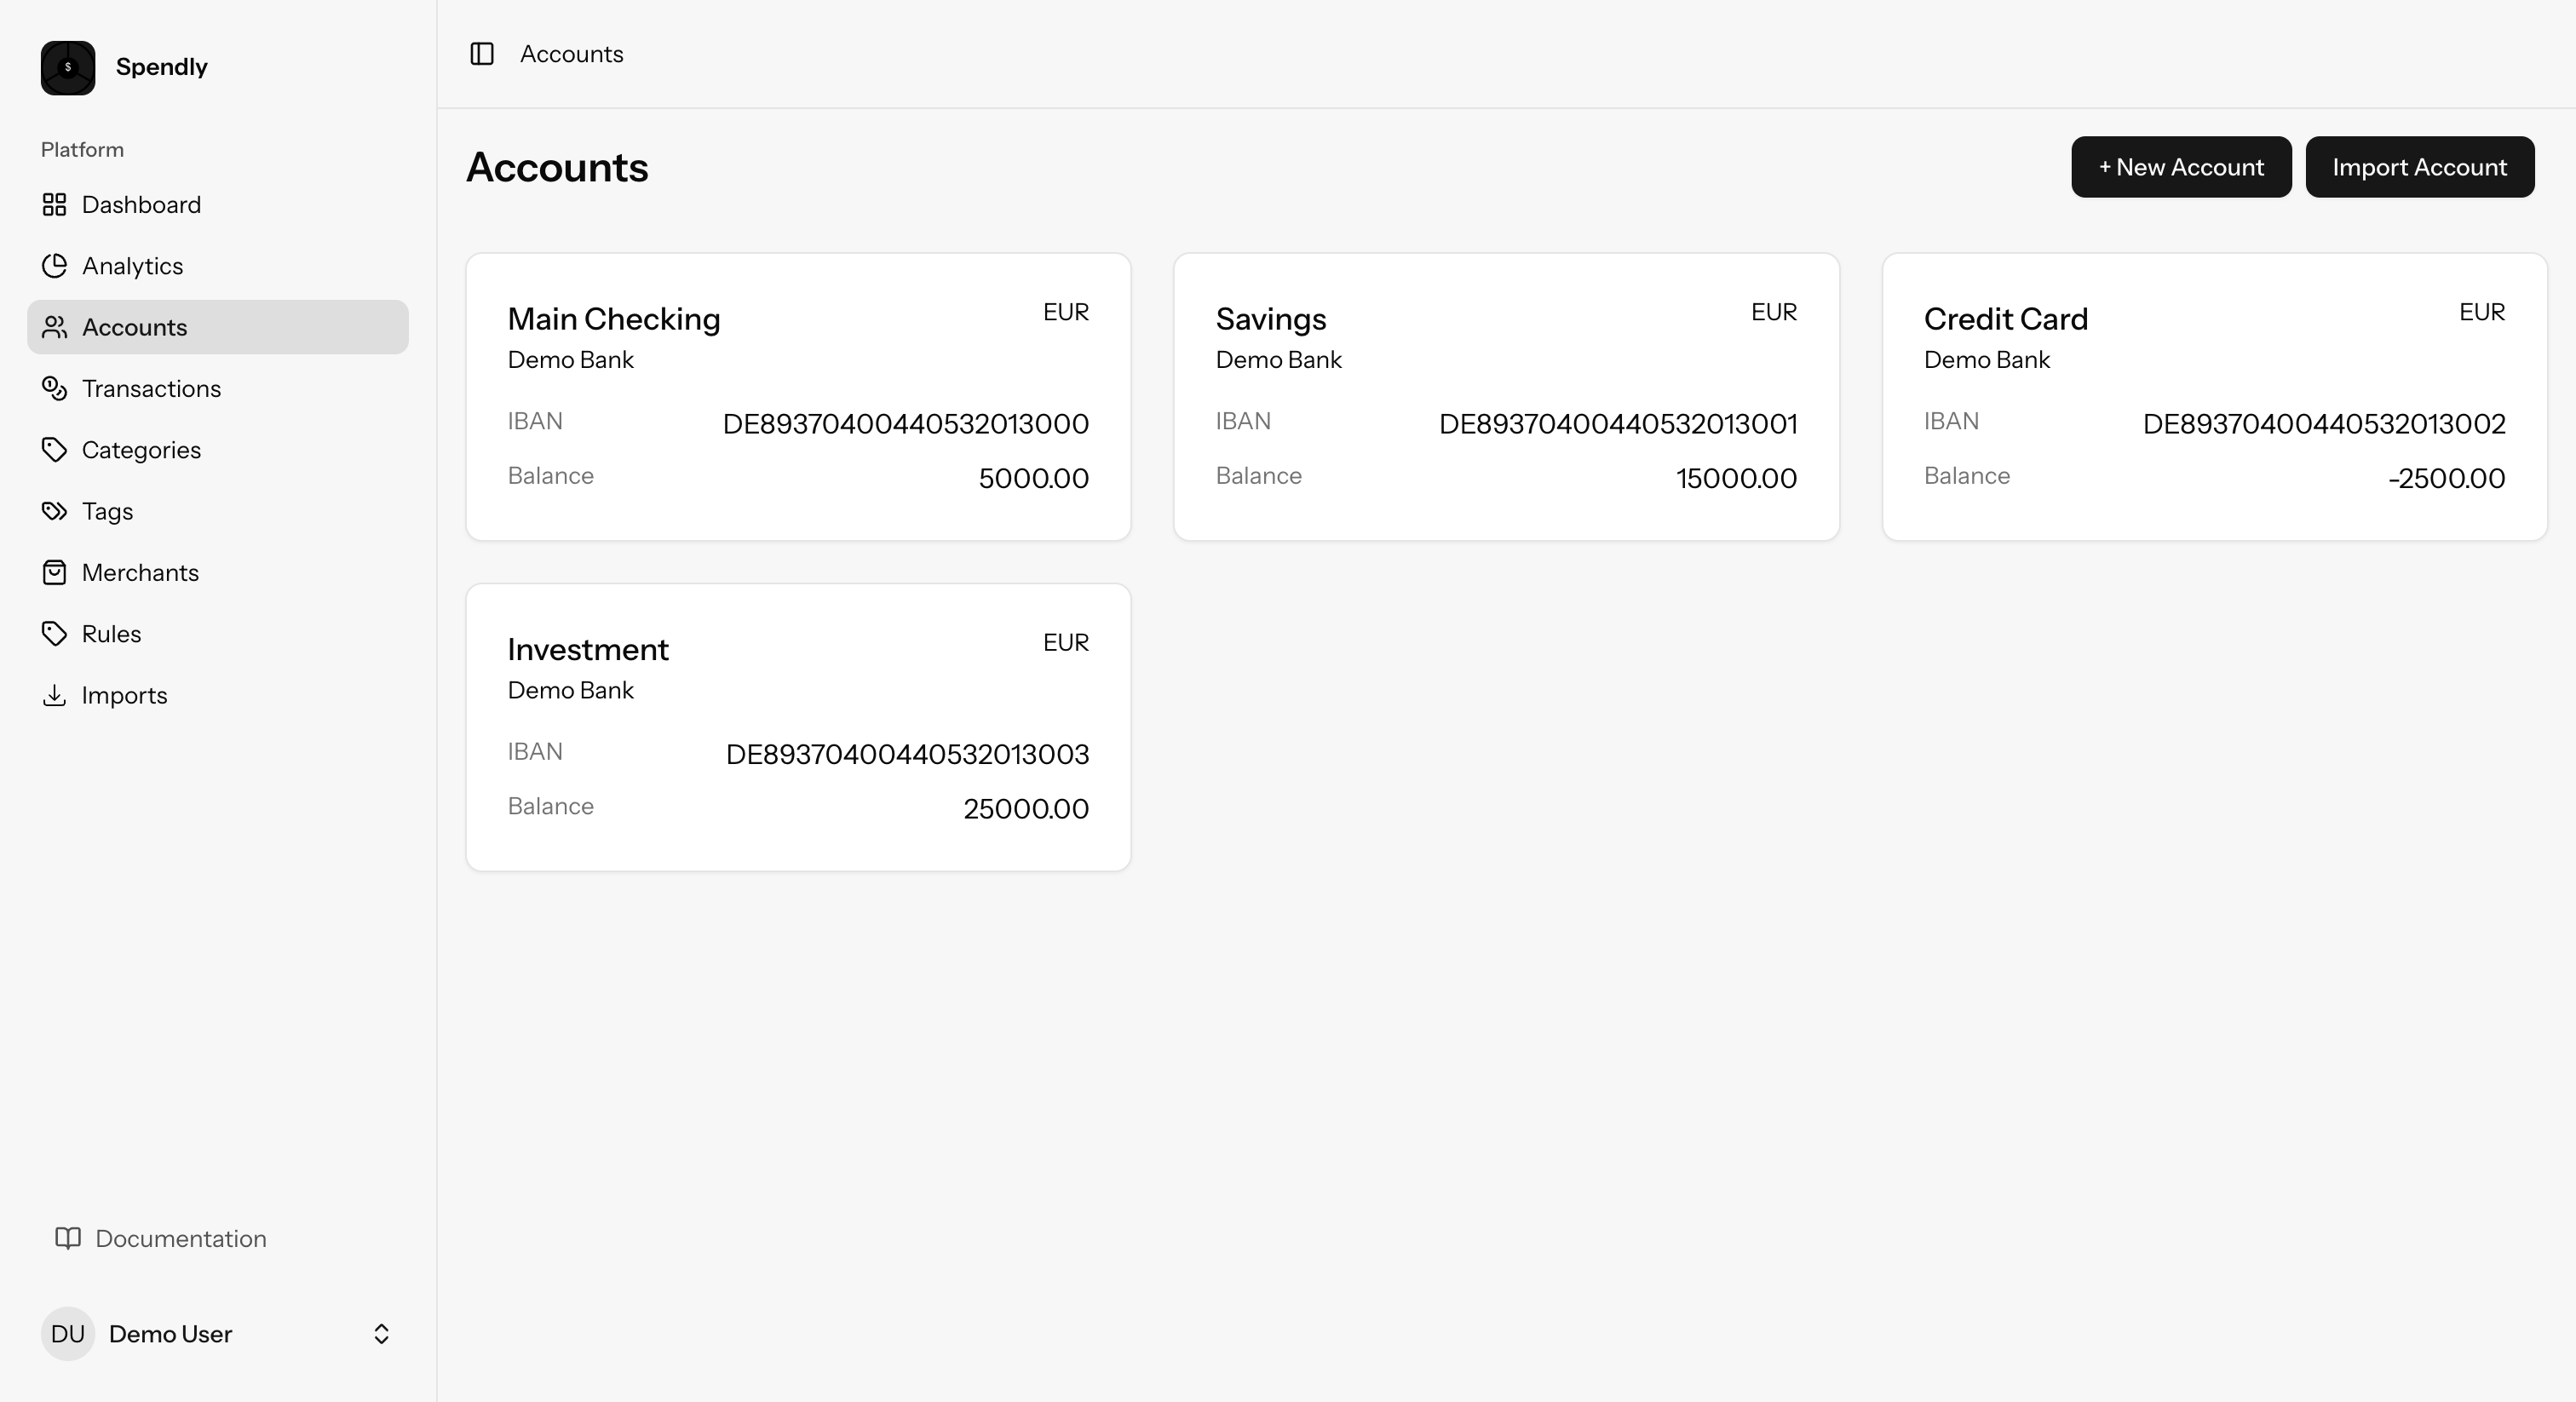 $
Spendly
Platform
Dashboard
Analytics
Accounts
Transactions
Categories
Tags
Merchants
Rules
Imports
Documentation
DU
Demo User
Accounts
Accounts
+ New Account
Import Account
Main Checking
EUR
Demo Bank
IBAN
DE89370400440532013000
Balance
5000.00
Savings
EUR
Demo Bank
IBAN
DE89370400440532013001
Balance
15000.00
Credit Card
EUR
Demo Bank
IBAN
DE89370400440532013002
Balance
-2500.00
Investment
EUR
Demo Bank
IBAN
DE89370400440532013003
Balance
25000.00